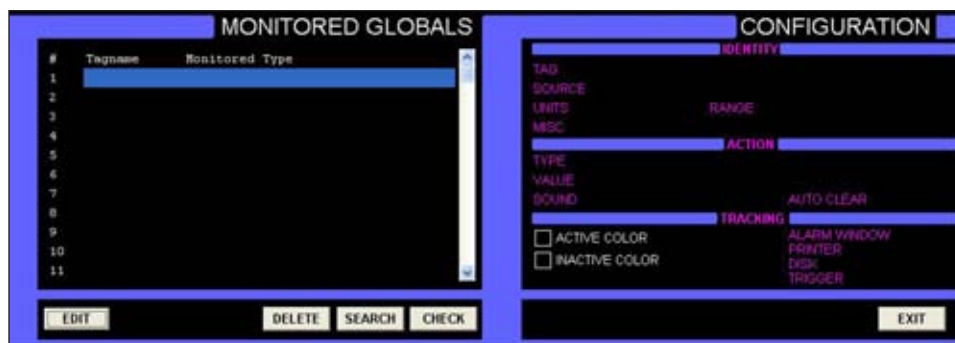 MONITORED GLOBALS
# Tagname Monitored Type
1
2
3
4
5
6
7
8
9
10
11
EDIT DELETE SEARCH CHECK
CONFIGURATION
IDENTITY
TAG
SOURCE
UNITS RANGE
MISC
ACTION
TYPE
VALUE
SOUND AUTO CLEAR
TRACKING
ACTIVE COLOR ALARM WINDOW
PRINTER
INACTIVE COLOR DISK
TRIGGER
EXIT